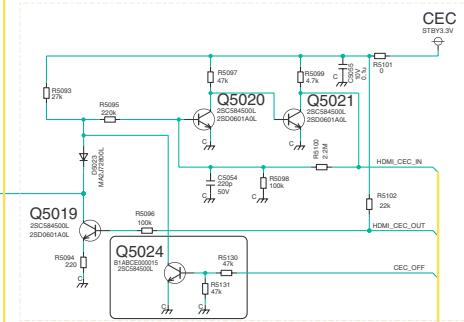 CEC
STBY3.3V
R5101
0
R5097
47k
R5099
4.7k
C5055
10V
0.1u
R5093
27k
R5095
220k
Q5020
2SC584500L
2SD0601A0L
Q5021
2SC584500L
2SD0601A0L
C
C
C
D5023
MA2J72800L
R5100
2.2M
HDMI_CEC_IN
C5054
220p
50V
C
R5098
100k
C
R5102
22k
Q5019
2SC584500L
2SD0601A0L
R5096
100k
HDMI_CEC_OUT
Q5024
B1ABCE000015
2SC584500L
R5094
220
R5130
47k
CEC_OFF
R5131
47k
C
C
C